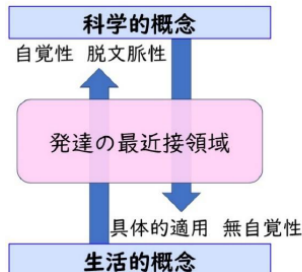 科学的概念
自覚性 脱文脈性
発達の最近接領域
具体的適用 無自覚性
生活的概念